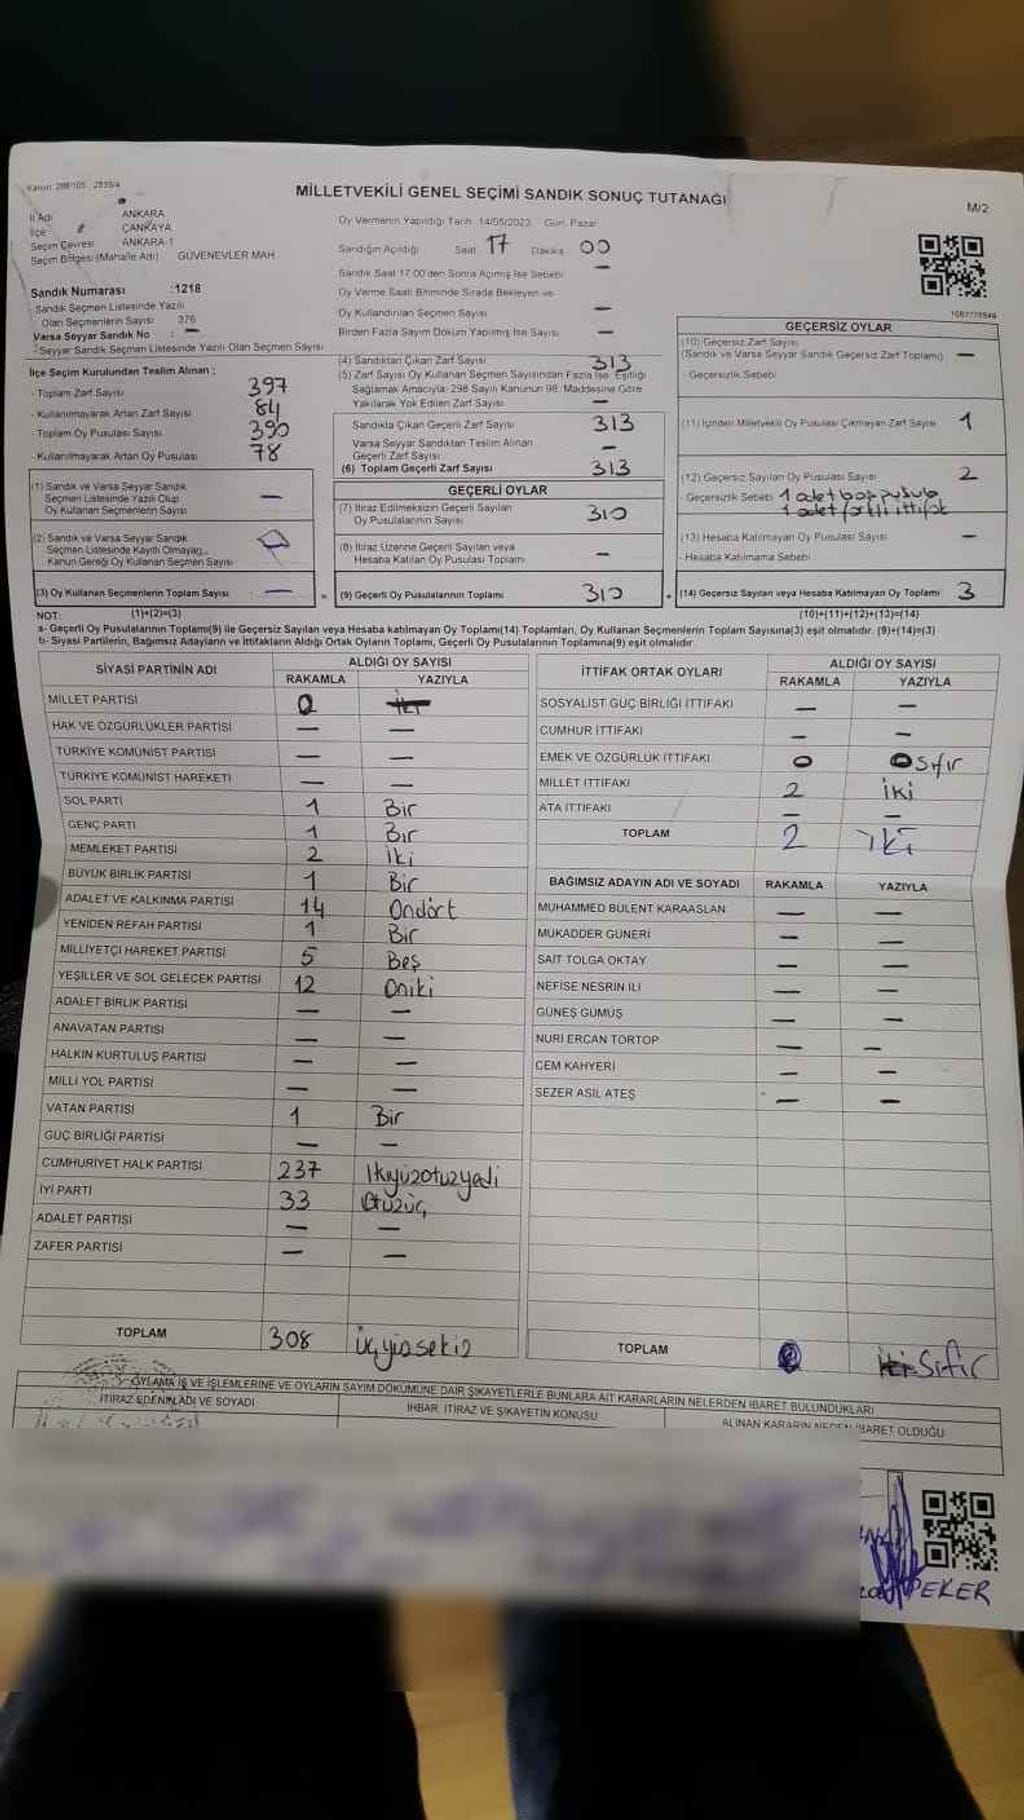 Kanun: 298/105 , 2839/4
MİLLETVEKİLİ GENEL SEÇİMİ SANDIK SONUÇ TUTANAĞI
M/2
İl Adı ANKARA
İlçe ÇANKAYA
Seçim Çevresi ANKARA-1
Seçim Bölgesi (Mahalle Adı) GÜVENEVLER MAH.
Oy Vermenin Yapıldığı Tarih: 14/05/2023 Gün: Pazar
Sandığın Açıldığı Saat 17 Dakika 00
Sandık Saat 17:00'den Sonra Açımış İse Sebebi —
Oy Verme Saati Bitiminde Sırada Bekleyen ve
Oy Kullandırılan Seçmen Sayısı —
Birden Fazla Sayım Döküm Yapılmış İse Sayısı —
Sandık Numarası :1218
- Sandık Seçmen Listesinde Yazılı
Olan Seçmenlerin Sayısı 376
Varsa Seyyar Sandık No : —
- Seyyar Sandık Seçmen Listesinde Yazılı Olan Seçmen Sayısı
İlçe Seçim Kurulundan Teslim Alınan :
- Toplam Zarf Sayısı 397
- Kullanılmayarak Artan Zarf Sayısı 84
- Toplam Oy Pusulası Sayısı 390
- Kullanılmayarak Artan Oy Pusulası 78
(1) Sandık ve Varsa Seyyar Sandık
Seçmen Listesinde Yazılı Olup
Oy Kullanan Seçmenlerin Sayısı —
(2) Sandık ve Varsa Seyyar Sandık
Seçmen Listesinde Kayıtlı Olmayan,
Kanun Gereği Oy Kullanan Seçmen Sayısı
(3) Oy Kullanan Seçmenlerin Toplam Sayısı —
(4) Sandıktan Çıkan Zarf Sayısı 313
(5) Zarf Sayısı Oy Kullanan Seçmen Sayısından Fazla İse, Eşitliği
Sağlamak Amacıyla: 298 Sayılı Kanunun 98. Maddesine Göre
Yakılarak Yok Edilen Zarf Sayısı —
Sandıkta Çıkan Geçerli Zarf Sayısı 313
Varsa Seyyar Sandıktan Teslim Alınan
Geçerli Zarf Sayısı —
(6) Toplam Geçerli Zarf Sayısı 313
GEÇERLİ OYLAR
(7) İtiraz Edilmeksizin Geçerli Sayılan
Oy Pusulalarının Sayısı 310
(8) İtiraz Üzerine Geçerli Sayılan veya
Hesaba Katılan Oy Pusulası Toplamı —
= (9) Geçerli Oy Pusulalarının Toplamı 310
GEÇERSİZ OYLAR
(10) Geçersiz Zarf Sayısı
(Sandık ve Varsa Seyyar Sandık Geçersiz Zarf Toplamı) —
- Geçersizlik Sebebi
(11) İçinden Milletvekili Oy Pusulası Çıkmayan Zarf Sayısı 1
(12) Geçersiz Sayılan Oy Pusulası Sayısı 2
- Geçersizlik Sebebi 1 adet boş pusula
1 adet farklı ittifak
(13) Hesaba Katılmayan Oy Pusulası Sayısı —
- Hesaba Katılmama Sebebi
+ (14) Geçersiz Sayılan veya Hesaba Katılmayan Oy Toplamı 3
NOT: (1)+(2)=(3) (10)+(11)+(12)+(13)=(14)
a- Geçerli Oy Pusulalarının Toplamı(9) ile Geçersiz Sayılan veya Hesaba katılmayan Oy Toplamı(14) Toplamları, Oy Kullanan Seçmenlerin Toplam Sayısına(3) eşit olmalıdır. (9)+(14)=(3)
b- Siyasi Partilerin, Bağımsız Adayların ve İttifakların Aldığı Ortak Oyların Toplamı, Geçerli Oy Pusulalarının Toplamına(9) eşit olmalıdır
SİYASİ PARTİNİN ADI ALDIĞI OY SAYISI
RAKAMLA YAZIYLA
MİLLET PARTİSİ 0
HAK VE ÖZGÜRLÜKLER PARTİSİ — —
TÜRKİYE KOMÜNİST PARTİSİ — —
TÜRKİYE KOMÜNİST HAREKETİ — —
SOL PARTİ 1 Bir
GENÇ PARTİ 1 Bir
MEMLEKET PARTİSİ 2 İki
BÜYÜK BİRLİK PARTİSİ 1 Bir
ADALET VE KALKINMA PARTİSİ 14 Ondört
YENİDEN REFAH PARTİSİ 1 Bir
MİLLİYETÇİ HAREKET PARTİSİ 5 Beş
YEŞİLLER VE SOL GELECEK PARTİSİ 12 Oniki
ADALET BİRLİK PARTİSİ — —
ANAVATAN PARTİSİ — —
HALKIN KURTULUŞ PARTİSİ — —
MİLLİ YOL PARTİSİ — —
VATAN PARTİSİ 1 Bir
GÜÇ BİRLİĞİ PARTİSİ — —
CUMHURİYET HALK PARTİSİ 237 İkiyüzotuzyedi
İYİ PARTİ 33 Otuzüç
ADALET PARTİSİ — —
ZAFER PARTİSİ — —
TOPLAM 308 üçyüzsekiz
İTTİFAK ORTAK OYLARI ALDIĞI OY SAYISI
RAKAMLA YAZIYLA
SOSYALİST GÜÇ BİRLİĞİ İTTİFAKI — —
CUMHUR İTTİFAKI — —
EMEK VE ÖZGÜRLÜK İTTİFAKI 0 Sıfır
MİLLET İTTİFAKI 2 iki
ATA İTTİFAKI — —
TOPLAM 2 İKİ
BAĞIMSIZ ADAYIN ADI VE SOYADI RAKAMLA YAZIYLA
MUHAMMED BÜLENT KARAASLAN — —
MUKADDER GÜNERİ — —
SAİT TOLGA OKTAY — —
NEFİSE NESRİN İLİ — —
GÜNEŞ GÜMÜŞ — —
NURİ ERCAN TORTOP — —
CEM KAHYERİ — —
SEZER ASIL ATEŞ — —
TOPLAM Sıfır
OYLAMA İŞ VE İŞLEMLERİNE VE OYLARIN SAYIM DÖKÜMÜNE DAİR ŞİKAYETLERLE BUNLARA AİT KARARLARIN NELERDEN İBARET BULUNDUKLARI
İTİRAZ EDENİN ADI VE SOYADI İHBAR, İTİRAZ VE ŞİKAYETİN KONUSU ALINAN KARARIN NEDEN İBARET OLDUĞU
PEKER